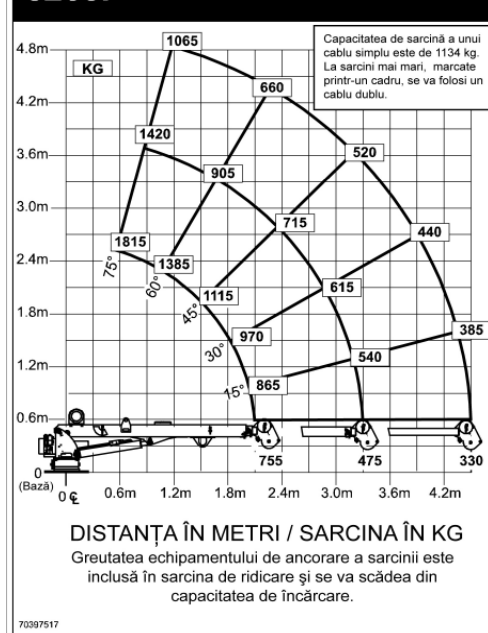 Capacitatea de sarcină a unui
cablu simplu este de 1134 kg.
La sarcini mai mari, marcate
printr-un cadru, se va folosi un
cablu dublu.
4.8m
KG
1065
4.2m
660
3.6m
1420
520
905
3.0m
715
440
1815
2.4m
1385
75°
60°
1115
615
1.8m
45°
970
385
30°
540
1.2m
865
15°
0.6m
755
475
330
0
(Bază)
0 ℄
0.6m
1.2m
1.8m
2.4m
3.0m
3.6m
4.2m
DISTANȚA ÎN METRI / SARCINA ÎN KG
Greutatea echipamentului de ancorare a sarcinii este
inclusă în sarcina de ridicare şi se va scădea din
capacitatea de încărcare.
70397517